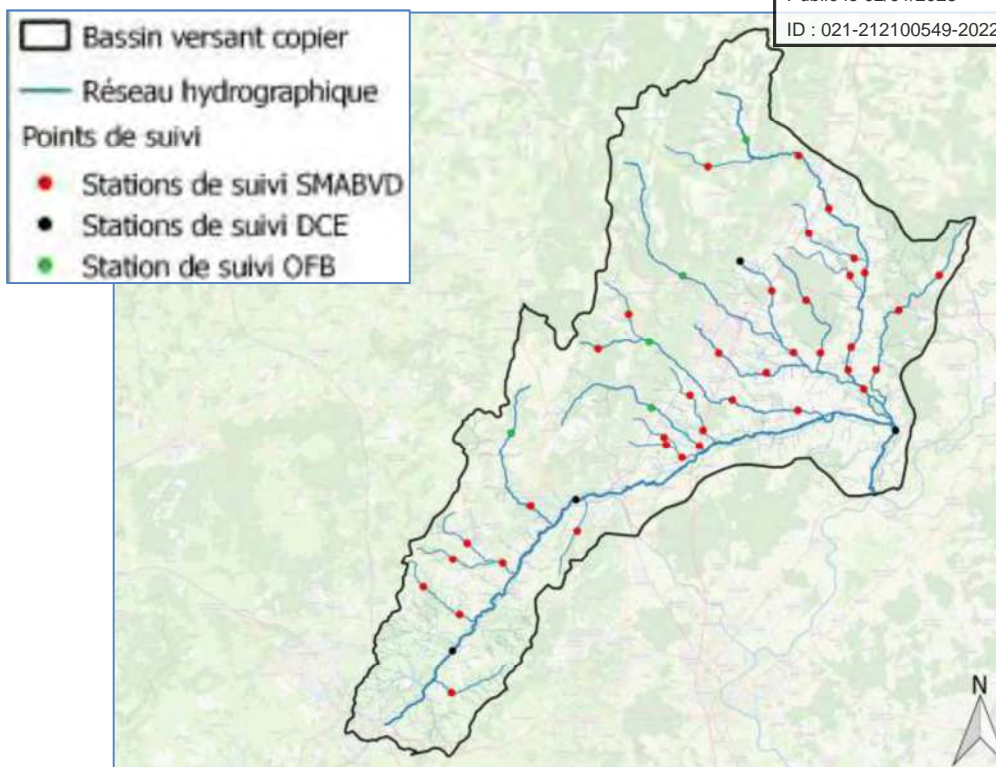 ID : 021-212100549-2022
Bassin versant copier
Réseau hydrographique
Points de suivi
Stations de suivi SMABVD
Stations de suivi DCE
Station de suivi OFB
N